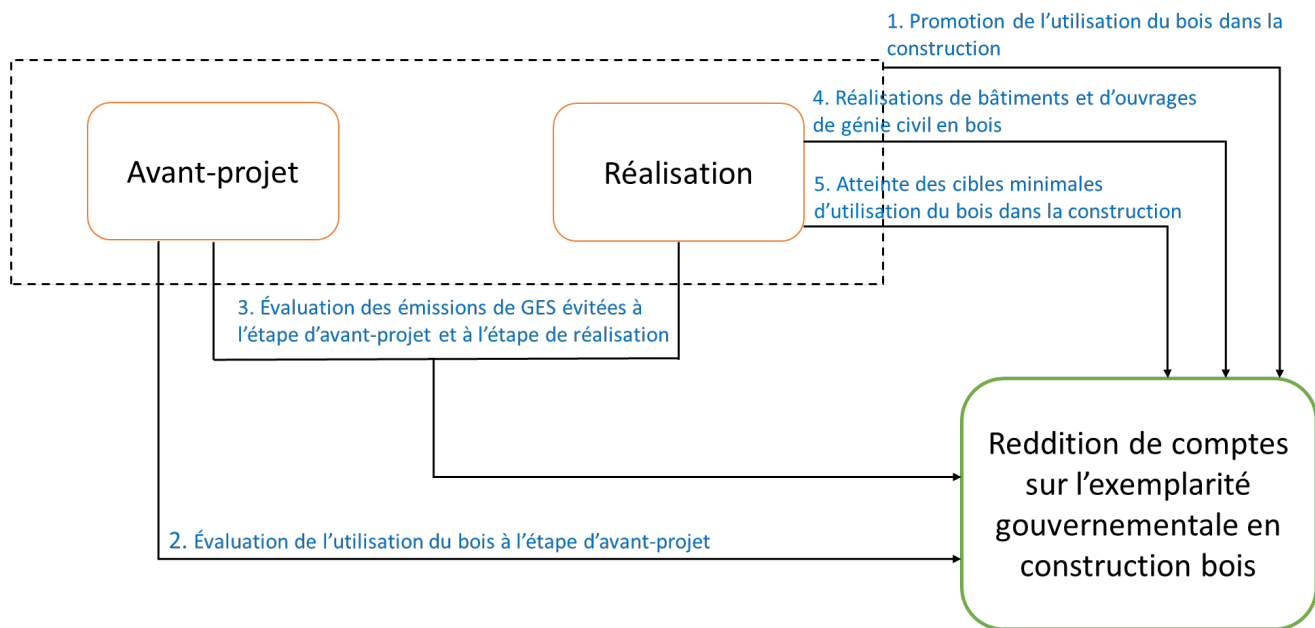 1. Promotion de l’utilisation du bois dans la
construction
Avant-projet
Réalisation
4. Réalisations de bâtiments et d’ouvrages
de génie civil en bois
5. Atteinte des cibles minimales
d’utilisation du bois dans la construction
3. Évaluation des émissions de GES évitées à
l’étape d’avant-projet et à l’étape de réalisation
2. Évaluation de l’utilisation du bois à l’étape d’avant-projet
Reddition de comptes
sur l’exemplarité
gouvernementale en
construction bois